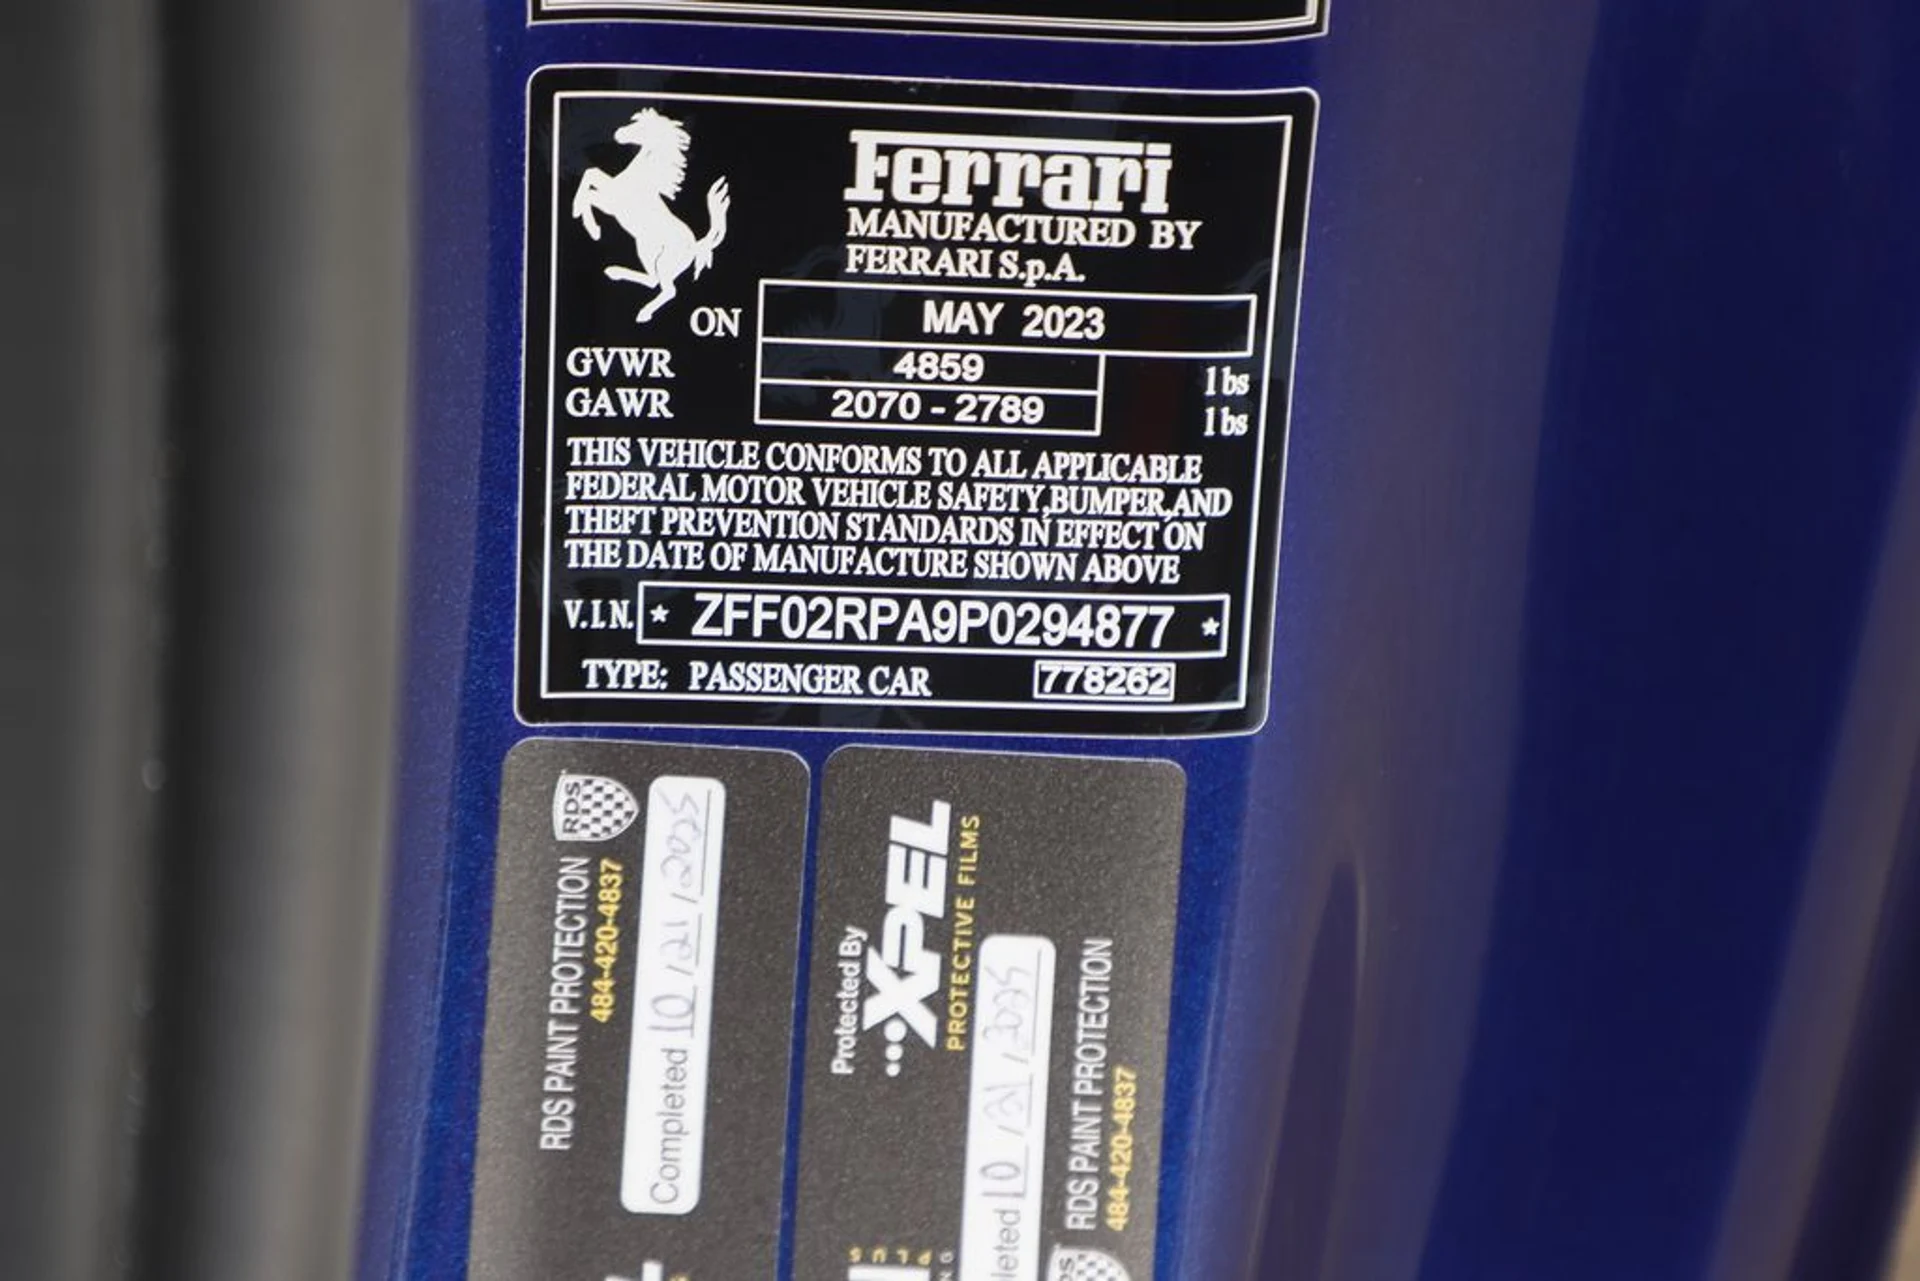 Ferrari
MANUFACTURED BY
FERRARI S.p.A.
ON MAY 2023
GVWR 4859 lbs
GAWR 2070 - 2789 lbs
THIS VEHICLE CONFORMS TO ALL APPLICABLE
FEDERAL MOTOR VEHICLE SAFETY,BUMPER,AND
THEFT PREVENTION STANDARDS IN EFFECT ON
THE DATE OF MANUFACTURE SHOWN ABOVE
V.I.N. * ZFF02RPA9P0294877 *
TYPE: PASSENGER CAR 778262
RDS
RDS PAINT PROTECTION
484-420-4837
Completed 10/21/2025
Protected By
XPEL
PROTECTIVE FILMS
10/21/2025
RDS PAINT PROTECTION
484-420-4837
RDS
PLUS